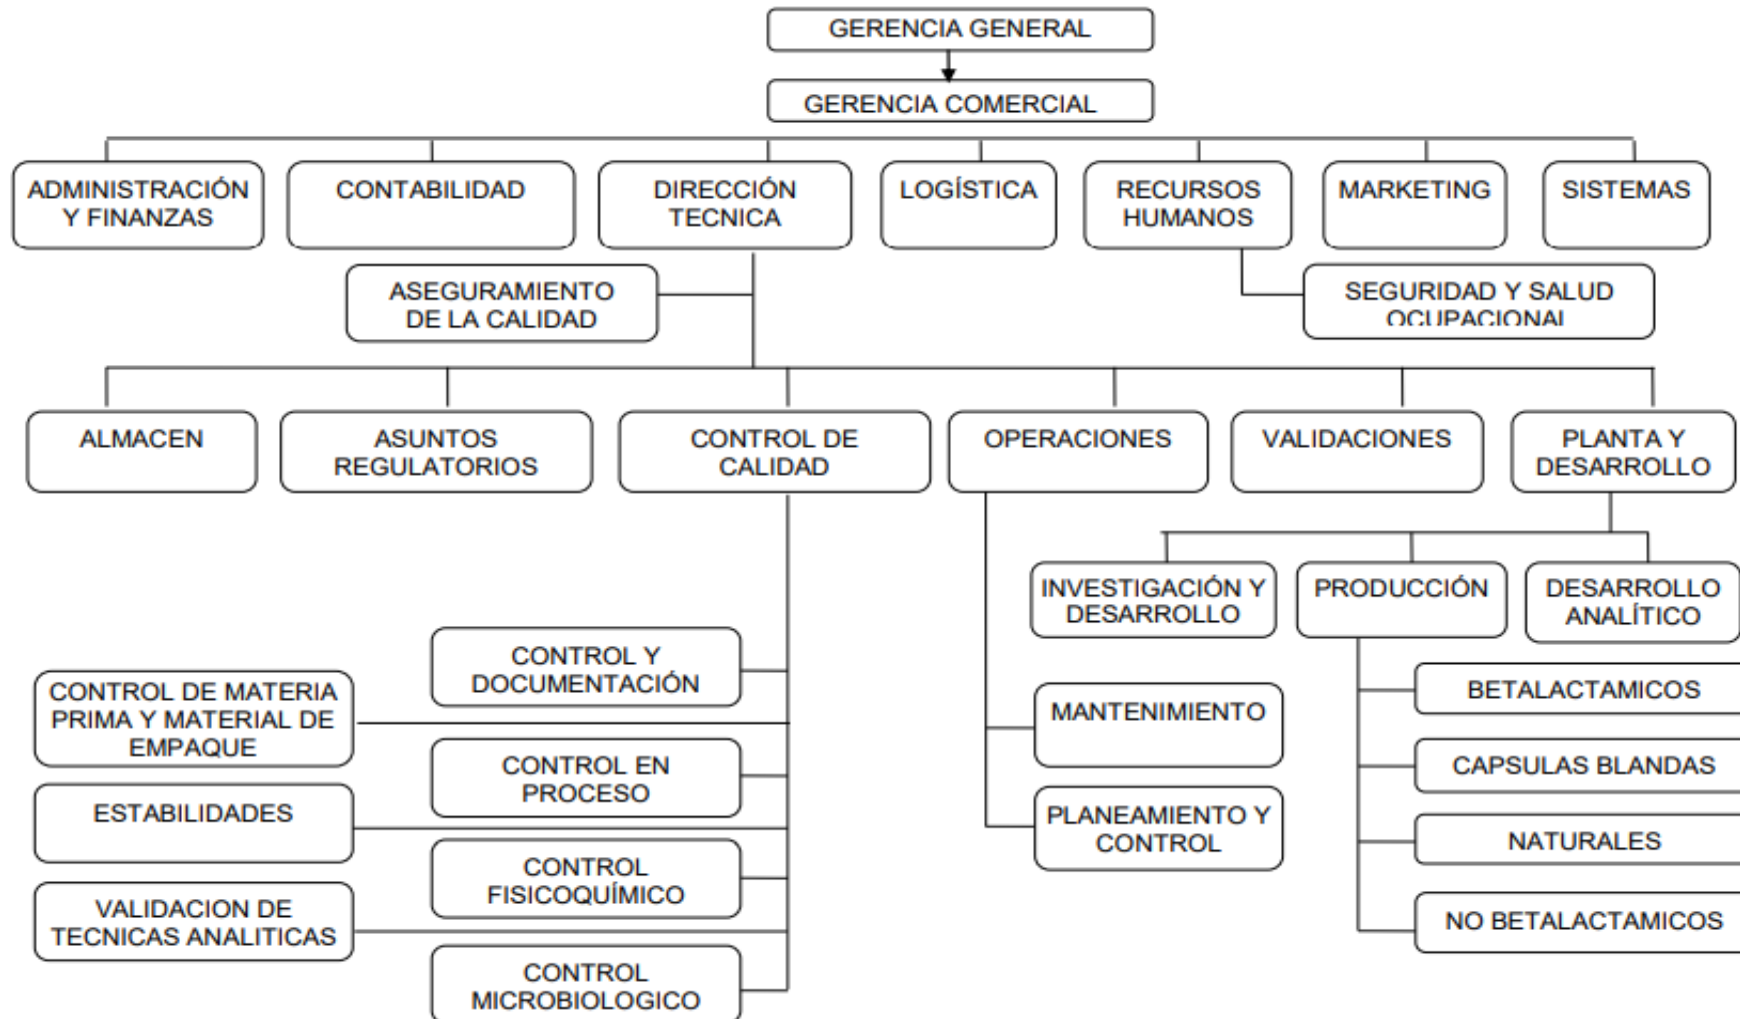 GERENCIA GENERAL
GERENCIA COMERCIAL
ADMINISTRACIÓN
Y FINANZAS
CONTABILIDAD
DIRECCIÓN
TECNICA
LOGÍSTICA
RECURSOS
HUMANOS
MARKETING
SISTEMAS
ASEGURAMIENTO
DE LA CALIDAD
SEGURIDAD Y SALUD
OCUPACIONAL
ALMACEN
ASUNTOS
REGULATORIOS
CONTROL DE
CALIDAD
OPERACIONES
VALIDACIONES
PLANTA Y
DESARROLLO
INVESTIGACIÓN Y
DESARROLLO
PRODUCCIÓN
DESARROLLO
ANALÍTICO
CONTROL Y
DOCUMENTACIÓN
CONTROL DE MATERIA
PRIMA Y MATERIAL DE
EMPAQUE
CONTROL EN
PROCESO
ESTABILIDADES
CONTROL
FISICOQUÍMICO
VALIDACION DE
TECNICAS ANALITICAS
CONTROL
MICROBIOLOGICO
MANTENIMIENTO
PLANEAMIENTO Y
CONTROL
BETALACTAMICOS
CAPSULAS BLANDAS
NATURALES
NO BETALACTAMICOS